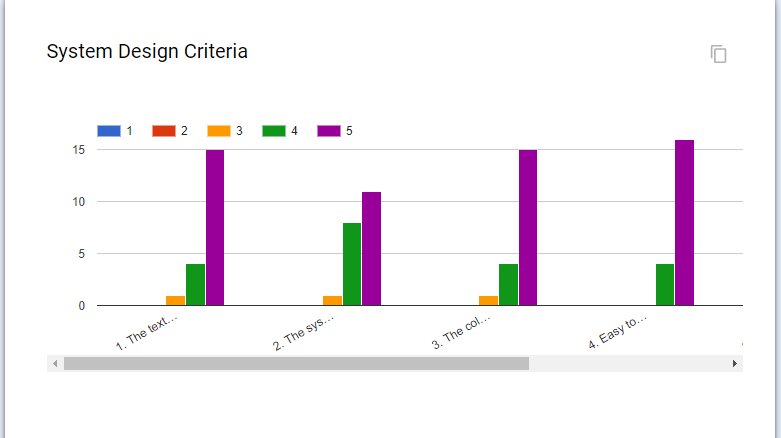 System Design Criteria
1 2 3 4 5
15
10
5
0
1. The text…
2. The sys…
3. The col…
4. Easy to…